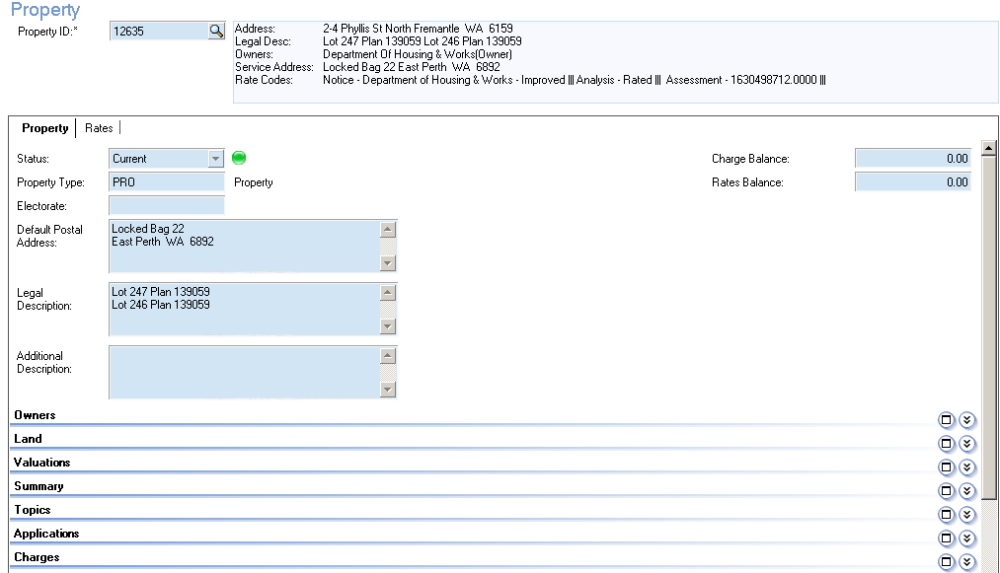 Property
Property ID:* 12635
Address: 2-4 Phyllis St North Fremantle WA 6159
Legal Desc: Lot 247 Plan 139059 Lot 246 Plan 139059
Owners: Department Of Housing & Works(Owner)
Service Address: Locked Bag 22 East Perth WA 6892
Rate Codes: Notice - Department of Housing & Works - Improved ||| Analysis - Rated ||| Assessment - 1630498712.0000 |||
Property | Rates |
Status: Current Charge Balance: 0.00
Property Type: PRO Property Rates Balance: 0.00
Electorate:
Default Postal Address: Locked Bag 22
East Perth WA 6892
Legal Description: Lot 247 Plan 139059
Lot 246 Plan 139059
Additional Description:
Owners
Land
Valuations
Summary
Topics
Applications
Charges